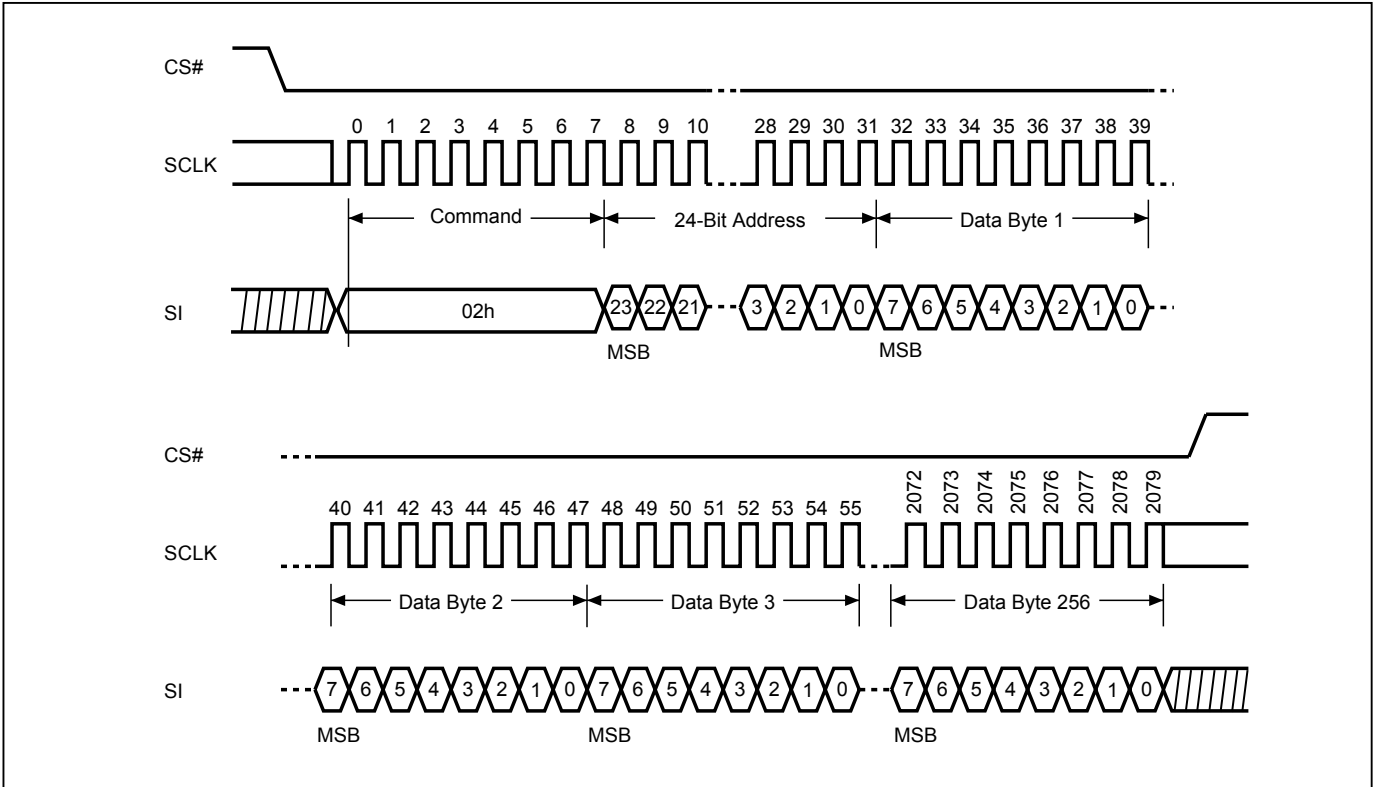 CS#
0 1 2 3 4 5 6 7 8 9 10 28 29 30 31 32 33 34 35 36 37 38 39
SCLK
Command 24-Bit Address Data Byte 1
SI 02h 23 22 21 3 2 1 0 7 6 5 4 3 2 1 0
MSB MSB
CS#
40 41 42 43 44 45 46 47 48 49 50 51 52 53 54 55 2072 2073 2074 2075 2076 2077 2078 2079
SCLK
Data Byte 2 Data Byte 3 Data Byte 256
SI 7 6 5 4 3 2 1 0 7 6 5 4 3 2 1 0 7 6 5 4 3 2 1 0
MSB MSB MSB